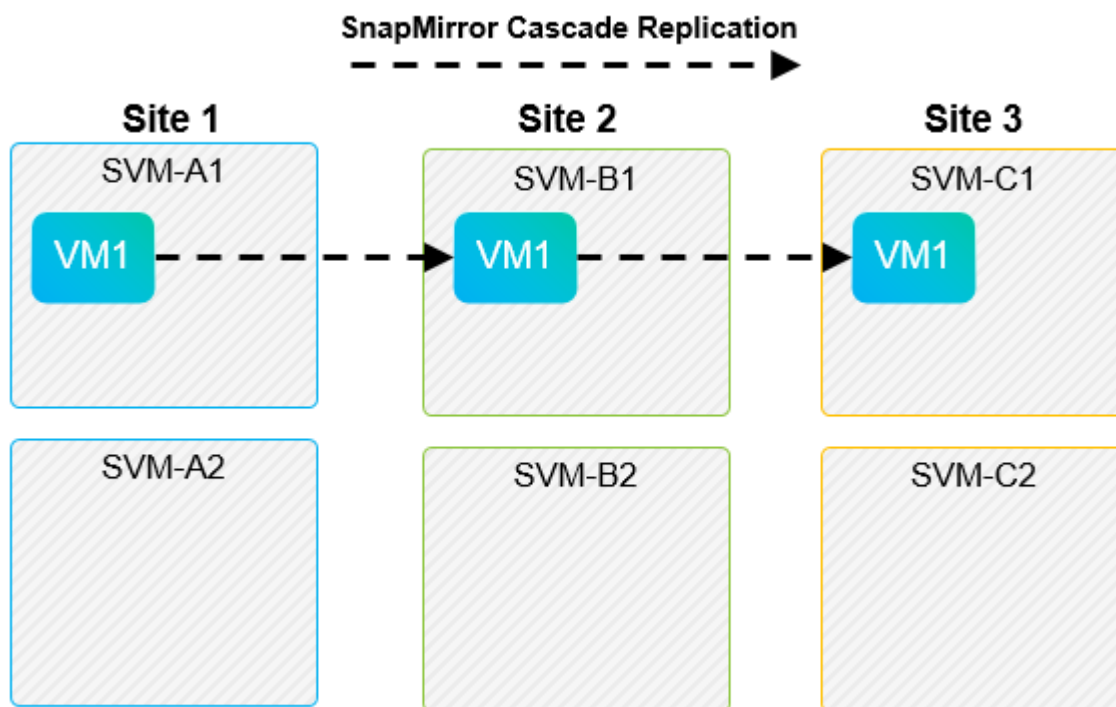 SnapMirror Cascade Replication
Site 1
Site 2
Site 3
SVM-A1
SVM-B1
SVM-C1
VM1
VM1
VM1
SVM-A2
SVM-B2
SVM-C2